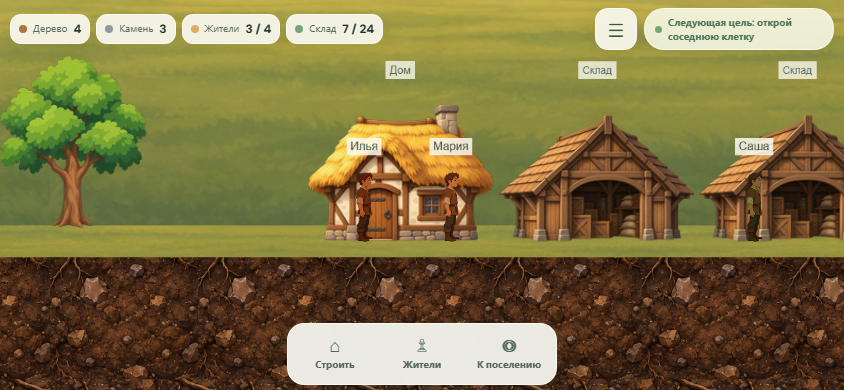 Дерево 4
Камень 3
Жители 3 / 4
Склад 7 / 24
Следующая цель: открой
соседнюю клетку
Дом
Склад
Склад
Илья
Мария
Саша
Строить
Жители
К поселению